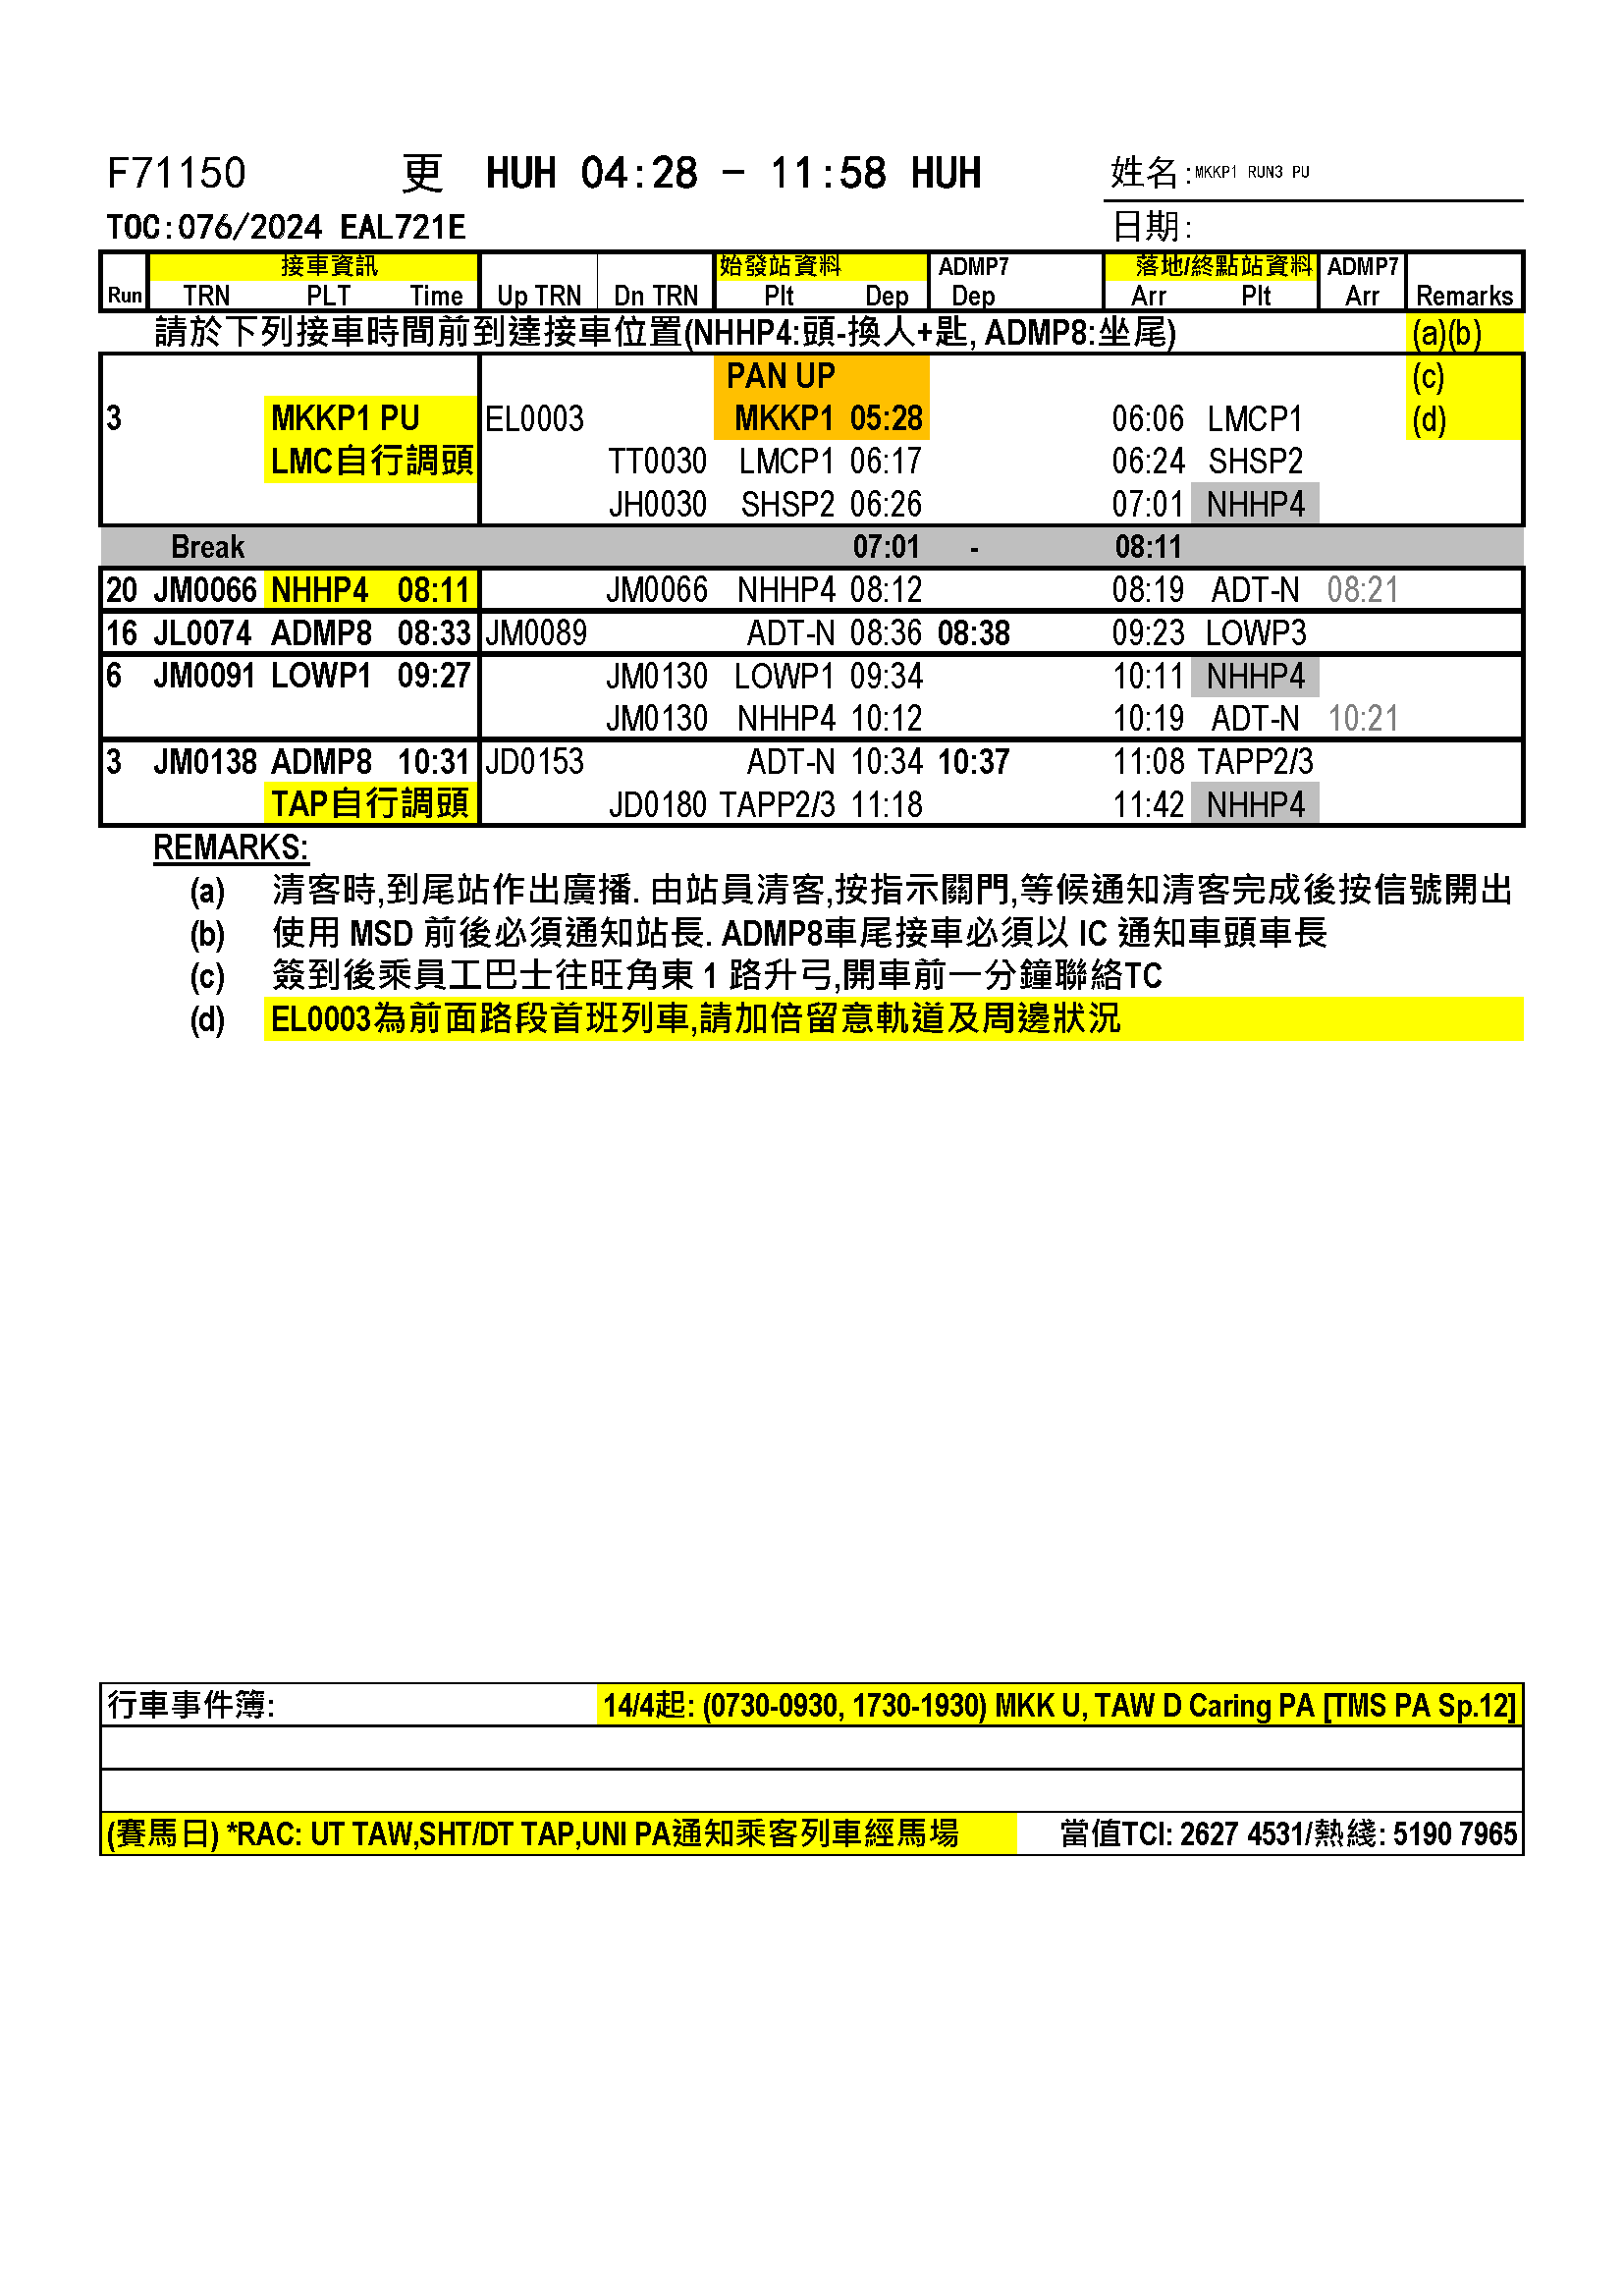 F71150 更 HUH 04:28 - 11:58 HUH 姓名:MKKP1 RUN3 PU
TOC:076/2024 EAL721E 日期:
接車資訊 始發站資料 ADMP7 落地/終點站資料 ADMP7
Run TRN PLT Time Up TRN Dn TRN Plt Dep Dep Arr Plt Arr Remarks
請於下列接車時間前到達接車位置(NHHP4:頭-換人+匙, ADMP8:坐尾) (a)(b)
PAN UP (c)
3 MKKP1 PU EL0003 MKKP1 05:28 06:06 LMCP1 (d)
LMC自行調頭 TT0030 LMCP1 06:17 06:24 SHSP2
JH0030 SHSP2 06:26 07:01 NHHP4
Break 07:01 - 08:11
20 JM0066 NHHP4 08:11 JM0066 NHHP4 08:12 08:19 ADT-N 08:21
16 JL0074 ADMP8 08:33 JM0089 ADT-N 08:36 08:38 09:23 LOWP3
6 JM0091 LOWP1 09:27 JM0130 LOWP1 09:34 10:11 NHHP4
JM0130 NHHP4 10:12 10:19 ADT-N 10:21
3 JM0138 ADMP8 10:31 JD0153 ADT-N 10:34 10:37 11:08 TAPP2/3
TAP自行調頭 JD0180 TAPP2/3 11:18 11:42 NHHP4
REMARKS:
(a) 清客時,到尾站作出廣播. 由站員清客,按指示關門,等候通知清客完成後按信號開出
(b) 使用 MSD 前後必須通知站長. ADMP8車尾接車必須以 IC 通知車頭車長
(c) 簽到後乘員工巴士往旺角東 1 路升弓,開車前一分鐘聯絡TC
(d) EL0003為前面路段首班列車,請加倍留意軌道及周邊狀況
行車事件簿: 14/4起: (0730-0930, 1730-1930) MKK U, TAW D Caring PA [TMS PA Sp.12]
(賽馬日) *RAC: UT TAW,SHT/DT TAP,UNI PA通知乘客列車經馬場 當值TCI: 2627 4531/熱綫: 5190 7965